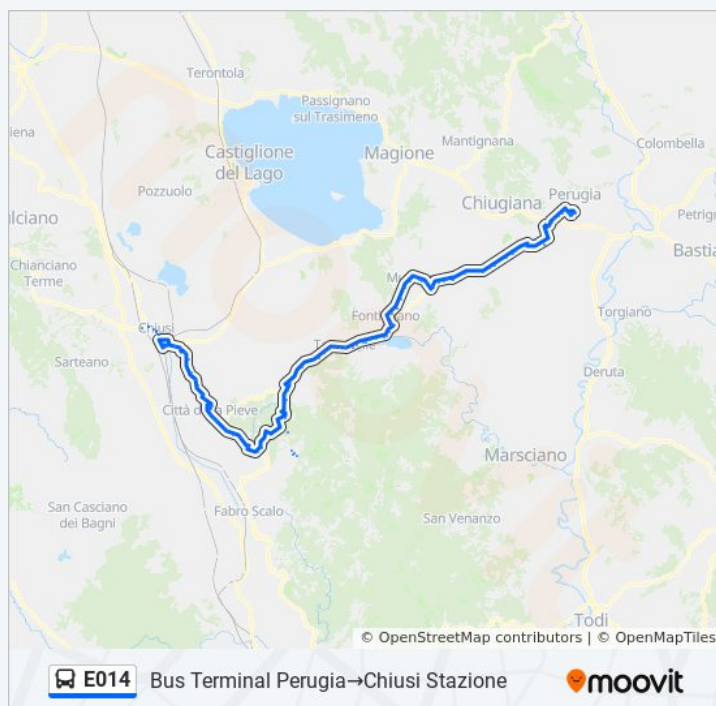 Terontola
Passignano
sul Trasimeno
Mantignana
Colombella
Castiglione
del Lago
Magione
Pozzuolo
Chiugiana
Perugia
Petrig
Bastia
Chianciano
Terme
Torgiano
Chiusi
Sarteano
Deruta
Città della Pieve
Marsciano
San Casciano
dei Bagni
Fabro Scalo
San Venanzo
Todi
© OpenStreetMap contributors | © OpenMapTiles
E014 Bus Terminal Perugia→Chiusi Stazione
moovit